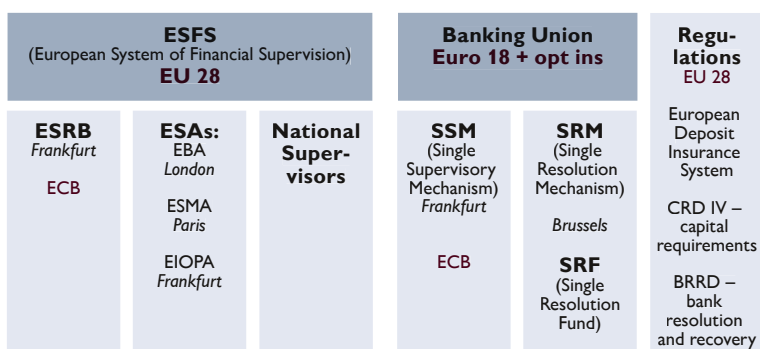 ESFS
(European System of Financial Supervision)
EU 28
ESRB
Frankfurt
ECB
ESAs:
EBA
London
ESMA
Paris
EIOPA
Frankfurt
National
Super-
visors
Banking Union
Euro 18 + opt ins
SSM
(Single
Supervisory
Mechanism)
Frankfurt
ECB
SRM
(Single
Resolution
Mechanism)
Brussels
SRF
(Single
Resolution
Fund)
Regu-
lations
EU 28
European
Deposit
Insurance
System
CRD IV –
capital
requirements
BRRD –
bank
resolution
and recovery